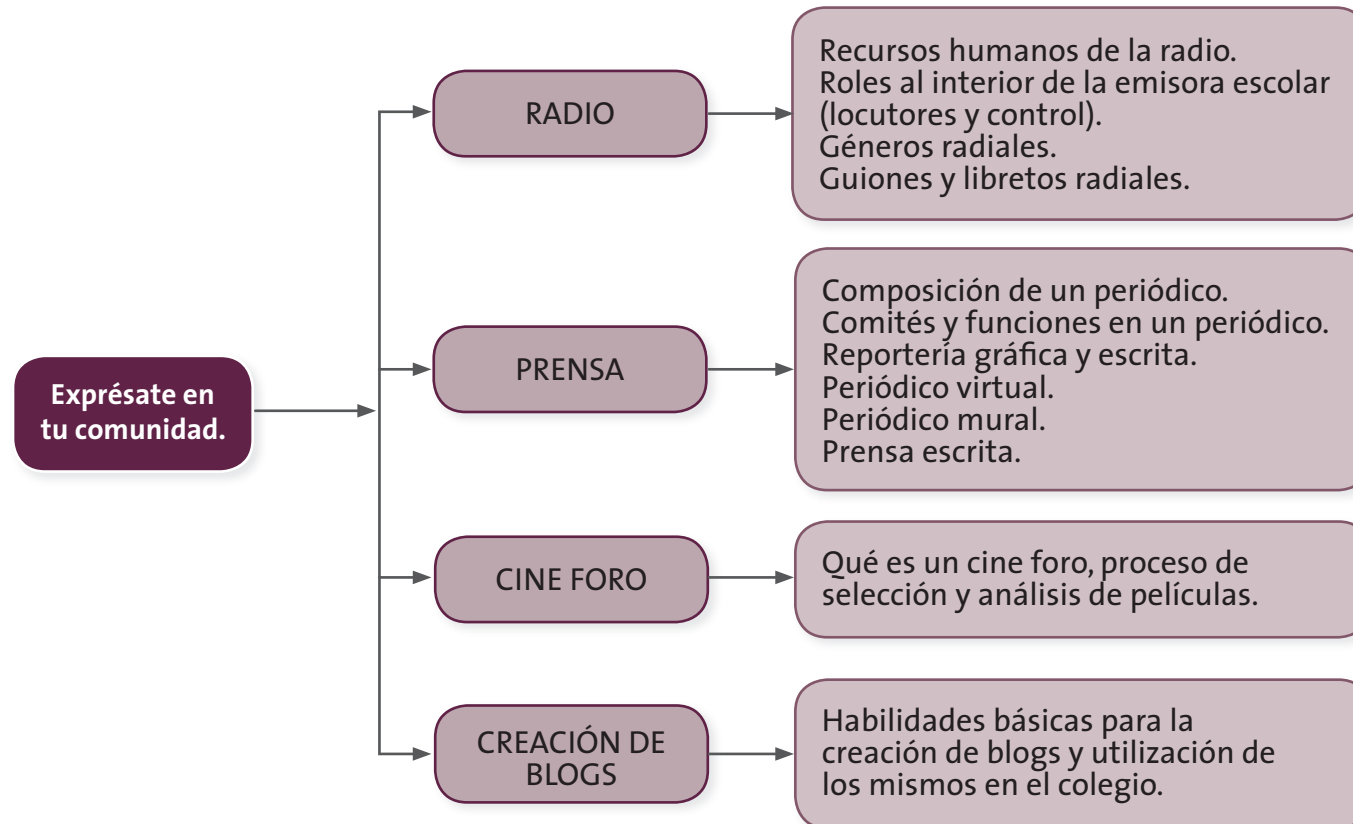 Exprésate en
tu comunidad.
RADIO
Recursos humanos de la radio.
Roles al interior de la emisora escolar
(locutores y control).
Géneros radiales.
Guiones y libretos radiales.
PRENSA
Composición de un periódico.
Comités y funciones en un periódico.
Reportería gráfica y escrita.
Periódico virtual.
Periódico mural.
Prensa escrita.
CINE FORO
Qué es un cine foro, proceso de
selección y análisis de películas.
CREACIÓN DE
BLOGS
Habilidades básicas para la
creación de blogs y utilización de
los mismos en el colegio.